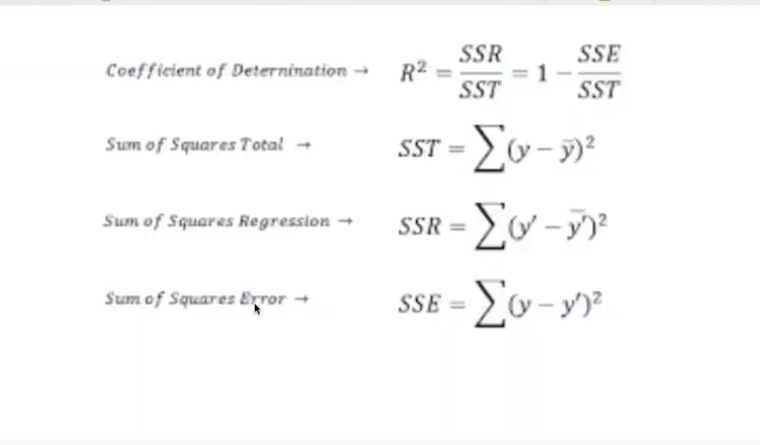 Coefficient of Deternination → R² = SSR/SST = 1 − SSE/SST
Sum of Squares Total → SST = ∑(y − ȳ)²
Sum of Squares Regression → SSR = ∑(y′ − y̅′)²
Sum of Squares Error → SSE = ∑(y − y′)²